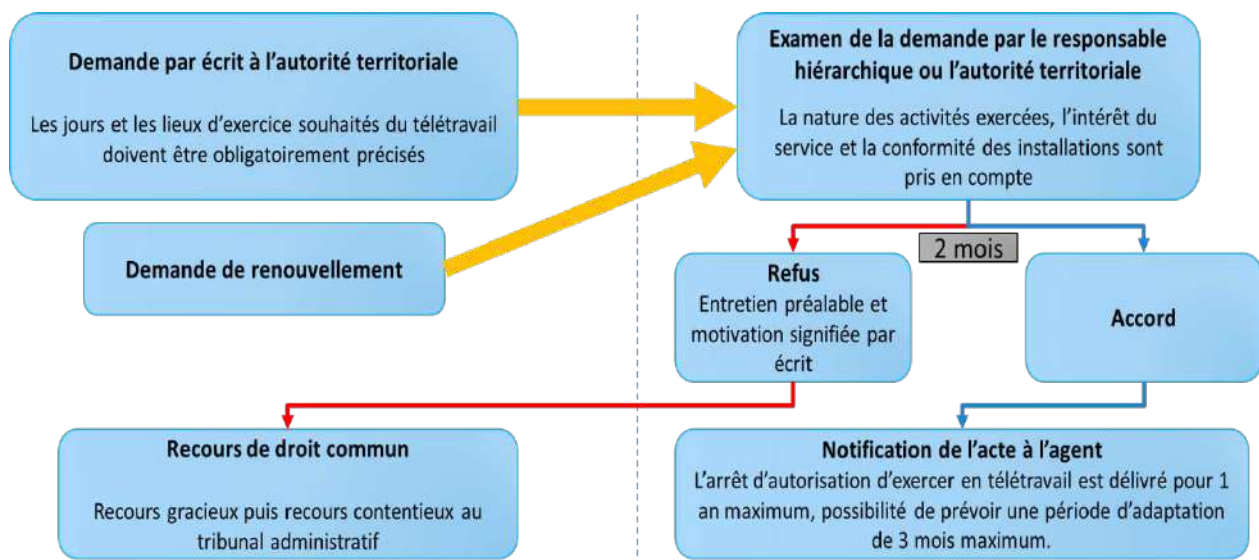 Demande par écrit à l'autorité territoriale
Les jours et les lieux d'exercice souhaités du télétravail
doivent être obligatoirement précisés
Demande de renouvellement
Examen de la demande par le responsable
hiérarchique ou l'autorité territoriale
La nature des activités exercées, l'intérêt du
service et la conformité des installations sont
pris en compte
2 mois
Refus
Entretien préalable et
motivation signifiée par
écrit
Accord
Recours de droit commun
Recours gracieux puis recours contentieux au
tribunal administratif
Notification de l'acte à l'agent
L'arrêt d'autorisation d'exercer en télétravail est délivré pour 1
an maximum, possibilité de prévoir une période d'adaptation
de 3 mois maximum.